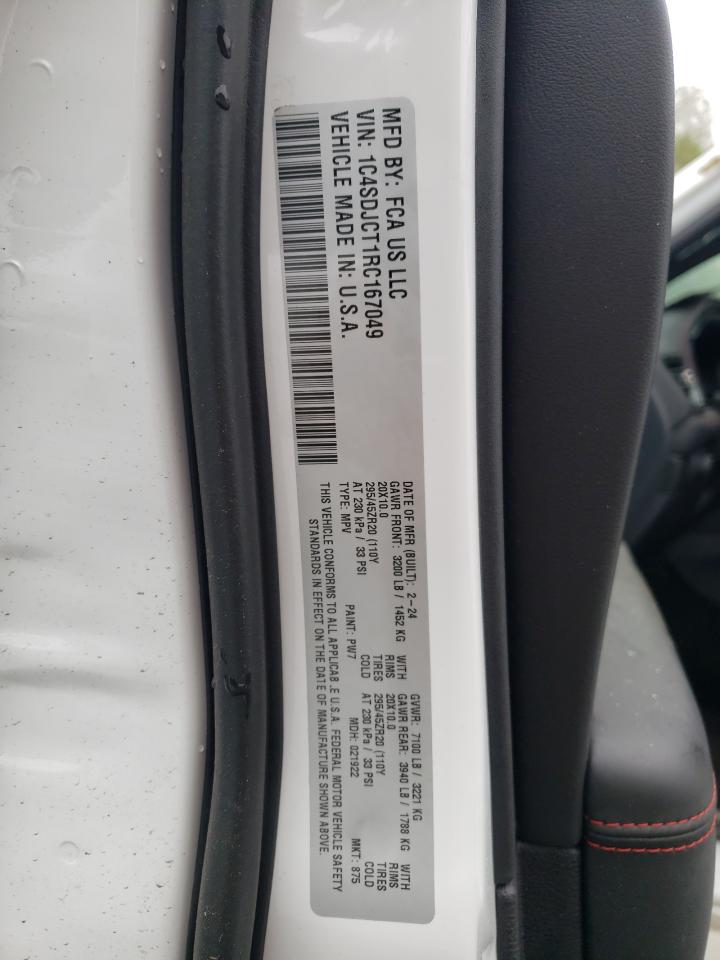 MFD BY: FCA US LLC
VIN: 1C4SDJCT1RC167049
VEHICLE MADE IN: U.S.A.
DATE OF MFR (BUILT): 2-24 GVWR: 7100 LB / 3221 KG
GAWR FRONT: 3200 LB / 1452 KG WITH GAWR REAR: 3940 LB / 1788 KG WITH
20X10.0 RIMS 20X10.0 RIMS
295/45ZR20 (110Y TIRES 295/45ZR20 (110Y TIRES
AT 230 kPa / 33 PSI COLD AT 230 kPa / 33 PSI COLD
TYPE: MPV PAINT: PW7 MDH: 021922 MKT: 875
THIS VEHICLE CONFORMS TO ALL APPLICABLE U.S.A. FEDERAL MOTOR VEHICLE SAFETY
STANDARDS IN EFFECT ON THE DATE OF MANUFACTURE SHOWN ABOVE.